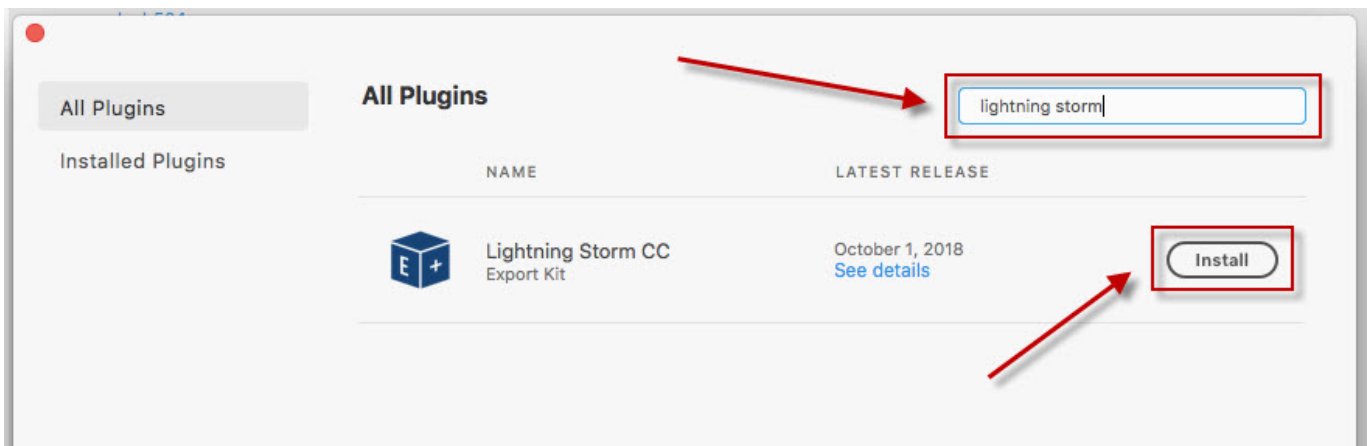 All Plugins
Installed Plugins
All Plugins
lightning storm
NAME LATEST RELEASE
Lightning Storm CC October 1, 2018 Install
Export Kit See details
E +